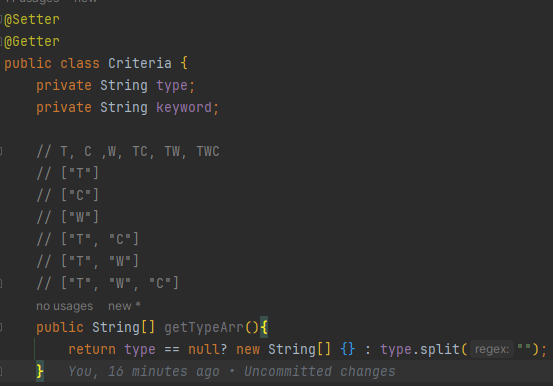 @Setter
@Getter
public class Criteria {
private String type;
private String keyword;
// T, C ,W, TC, TW, TWC
// ["T"]
// ["C"]
// ["W"]
// ["T", "C"]
// ["T", "W"]
// ["T", "W", "C"]
no usages new *
public String[] getTypeArr(){
return type == null? new String[] {} : type.split( regex: "");
} You, 16 minutes ago • Uncommitted changes